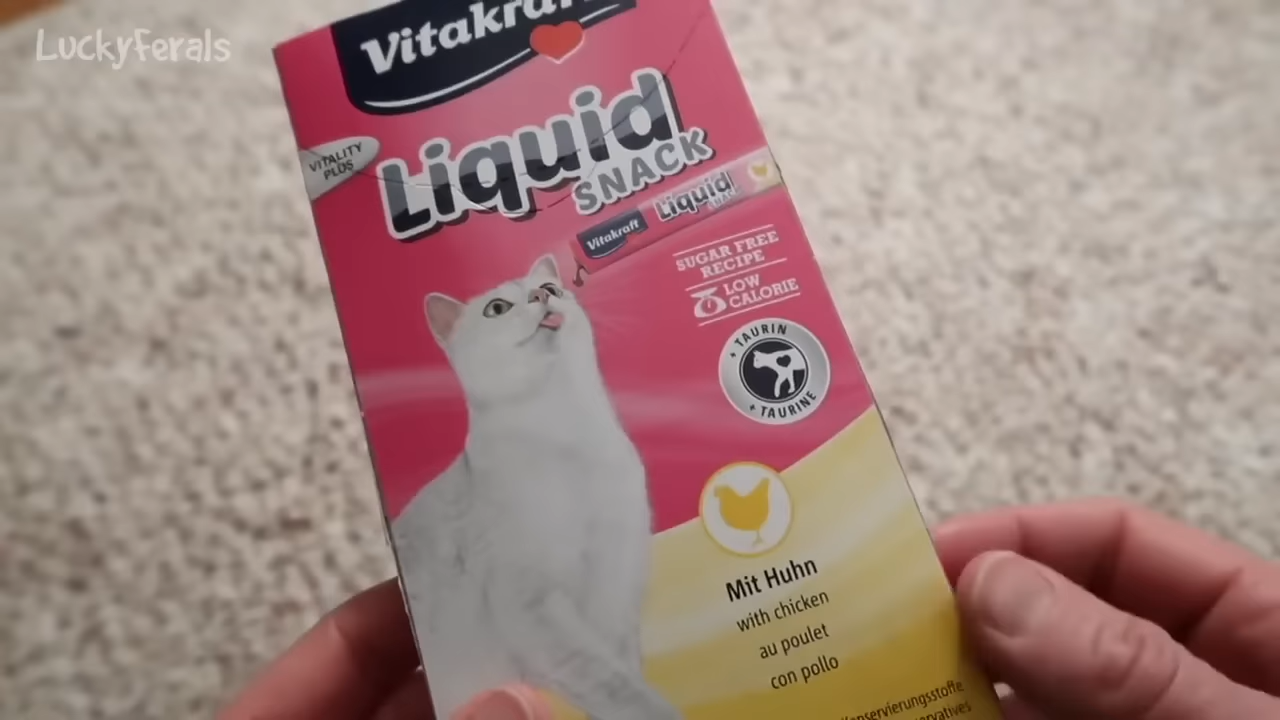 LuckyFerals
Vitakraft
Liquid
SNACK
VITALITY
PLUS
Vitakraft
Liquid
SNACK
SUGAR FREE
RECIPE
LOW
CALORIE
+ TAURIN
+ TAURINE
Mit Huhn
with chicken
au poulet
con pollo